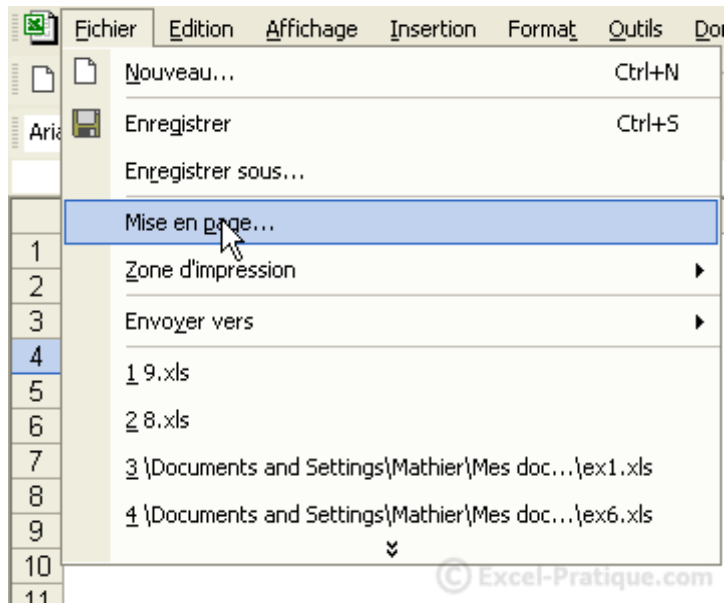 Fichier Edition Affichage Insertion Format Outils
Nouveau... Ctrl+N
Aria
Enregistrer Ctrl+S
Enregistrer sous...
Mise en page...
1
Zone d'impression
2
3 Envoyer vers
4
1 9.xls
5
6 2 8.xls
7 3 \Documents and Settings\Mathier\Mes doc...\ex1.xls
8
4 \Documents and Settings\Mathier\Mes doc...\ex6.xls
9
10
© Excel-Pratique.com
11